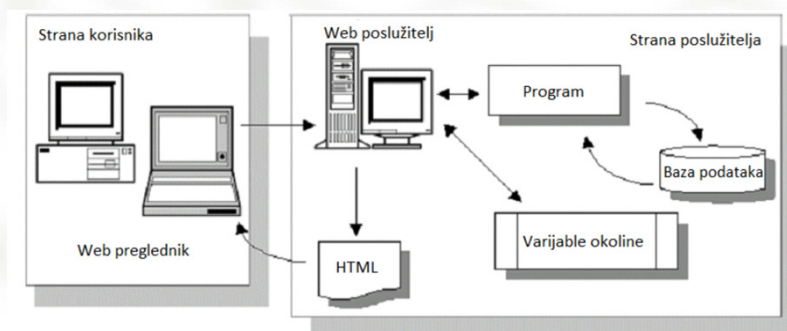 Strana korisnika
Web preglednik
Web poslužitelj
Strana poslužitelja
Program
Baza podataka
Varijable okoline
HTML